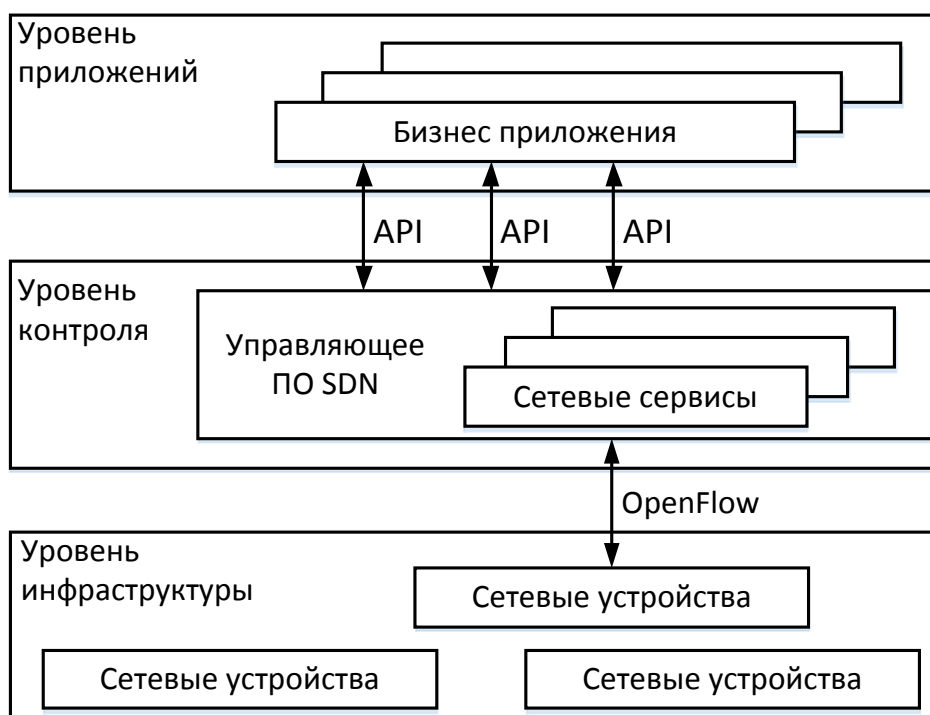 Уровень
приложений
Бизнес приложения
API API API
Уровень
контроля
Управляющее
ПО SDN
Сетевые сервисы
OpenFlow
Уровень
инфраструктуры
Сетевые устройства
Сетевые устройства Сетевые устройства